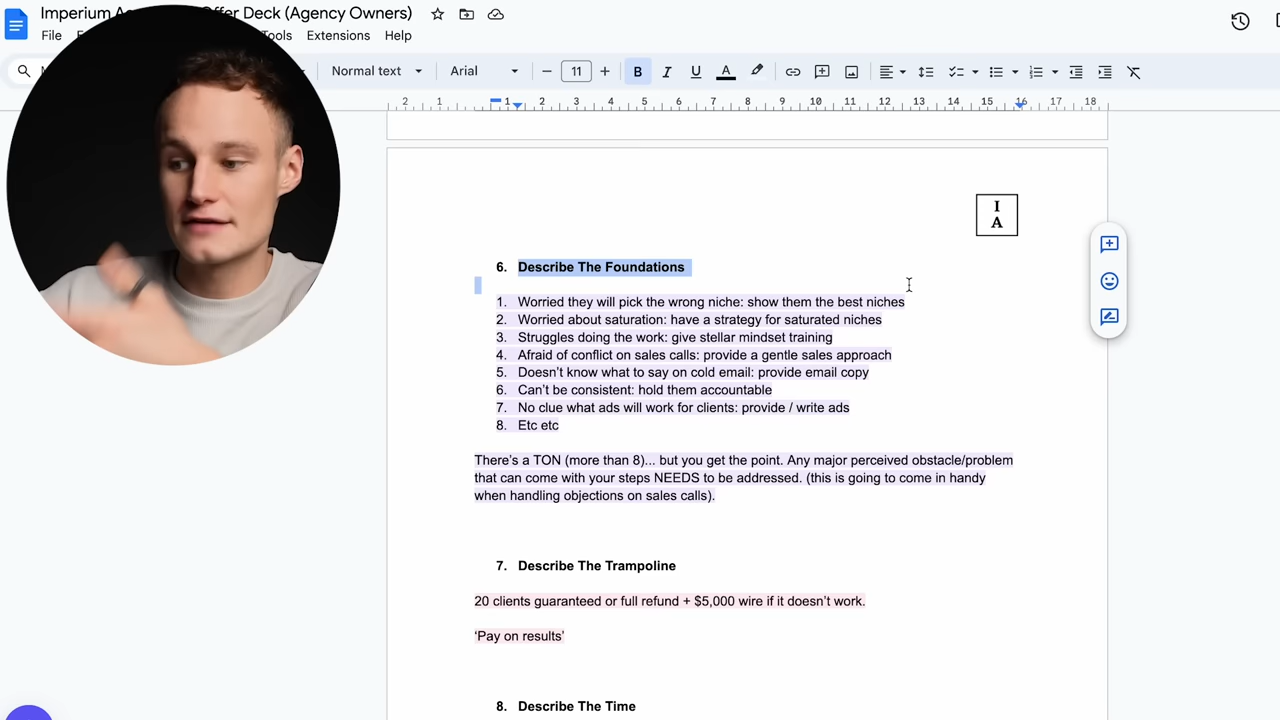 Imperium A
ffer Deck (Agency Owners)
File
Tools
Extensions
Help
Normal text
Arial
11
B
I
U
A
2 1 1 2 3 4 5 6 7 8 9 10 11 12 13 14 15 16 17 18
I
A
6. Describe The Foundations
1. Worried they will pick the wrong niche: show them the best niches
2. Worried about saturation: have a strategy for saturated niches
3. Struggles doing the work: give stellar mindset training
4. Afraid of conflict on sales calls: provide a gentle sales approach
5. Doesn’t know what to say on cold email: provide email copy
6. Can’t be consistent: hold them accountable
7. No clue what ads will work for clients: provide / write ads
8. Etc etc
There’s a TON (more than 8)... but you get the point. Any major perceived obstacle/problem
that can come with your steps NEEDS to be addressed. (this is going to come in handy
when handling objections on sales calls).
7. Describe The Trampoline
20 clients guaranteed or full refund + $5,000 wire if it doesn’t work.
‘Pay on results’
8. Describe The Time